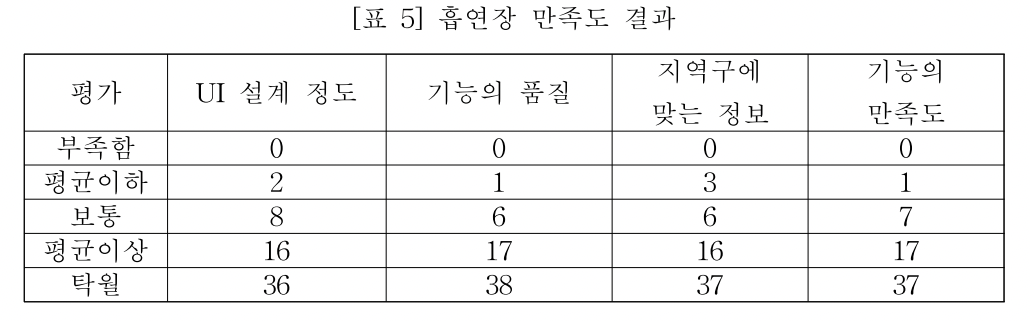 [표 5] 흡연장 만족도 결과
평가 UI 설계 정도 기능의 품질 지역구에 맞는 정보 기능의 만족도
부족함 0 0 0 0
평균이하 2 1 3 1
보통 8 6 6 7
평균이상 16 17 16 17
탁월 36 38 37 37